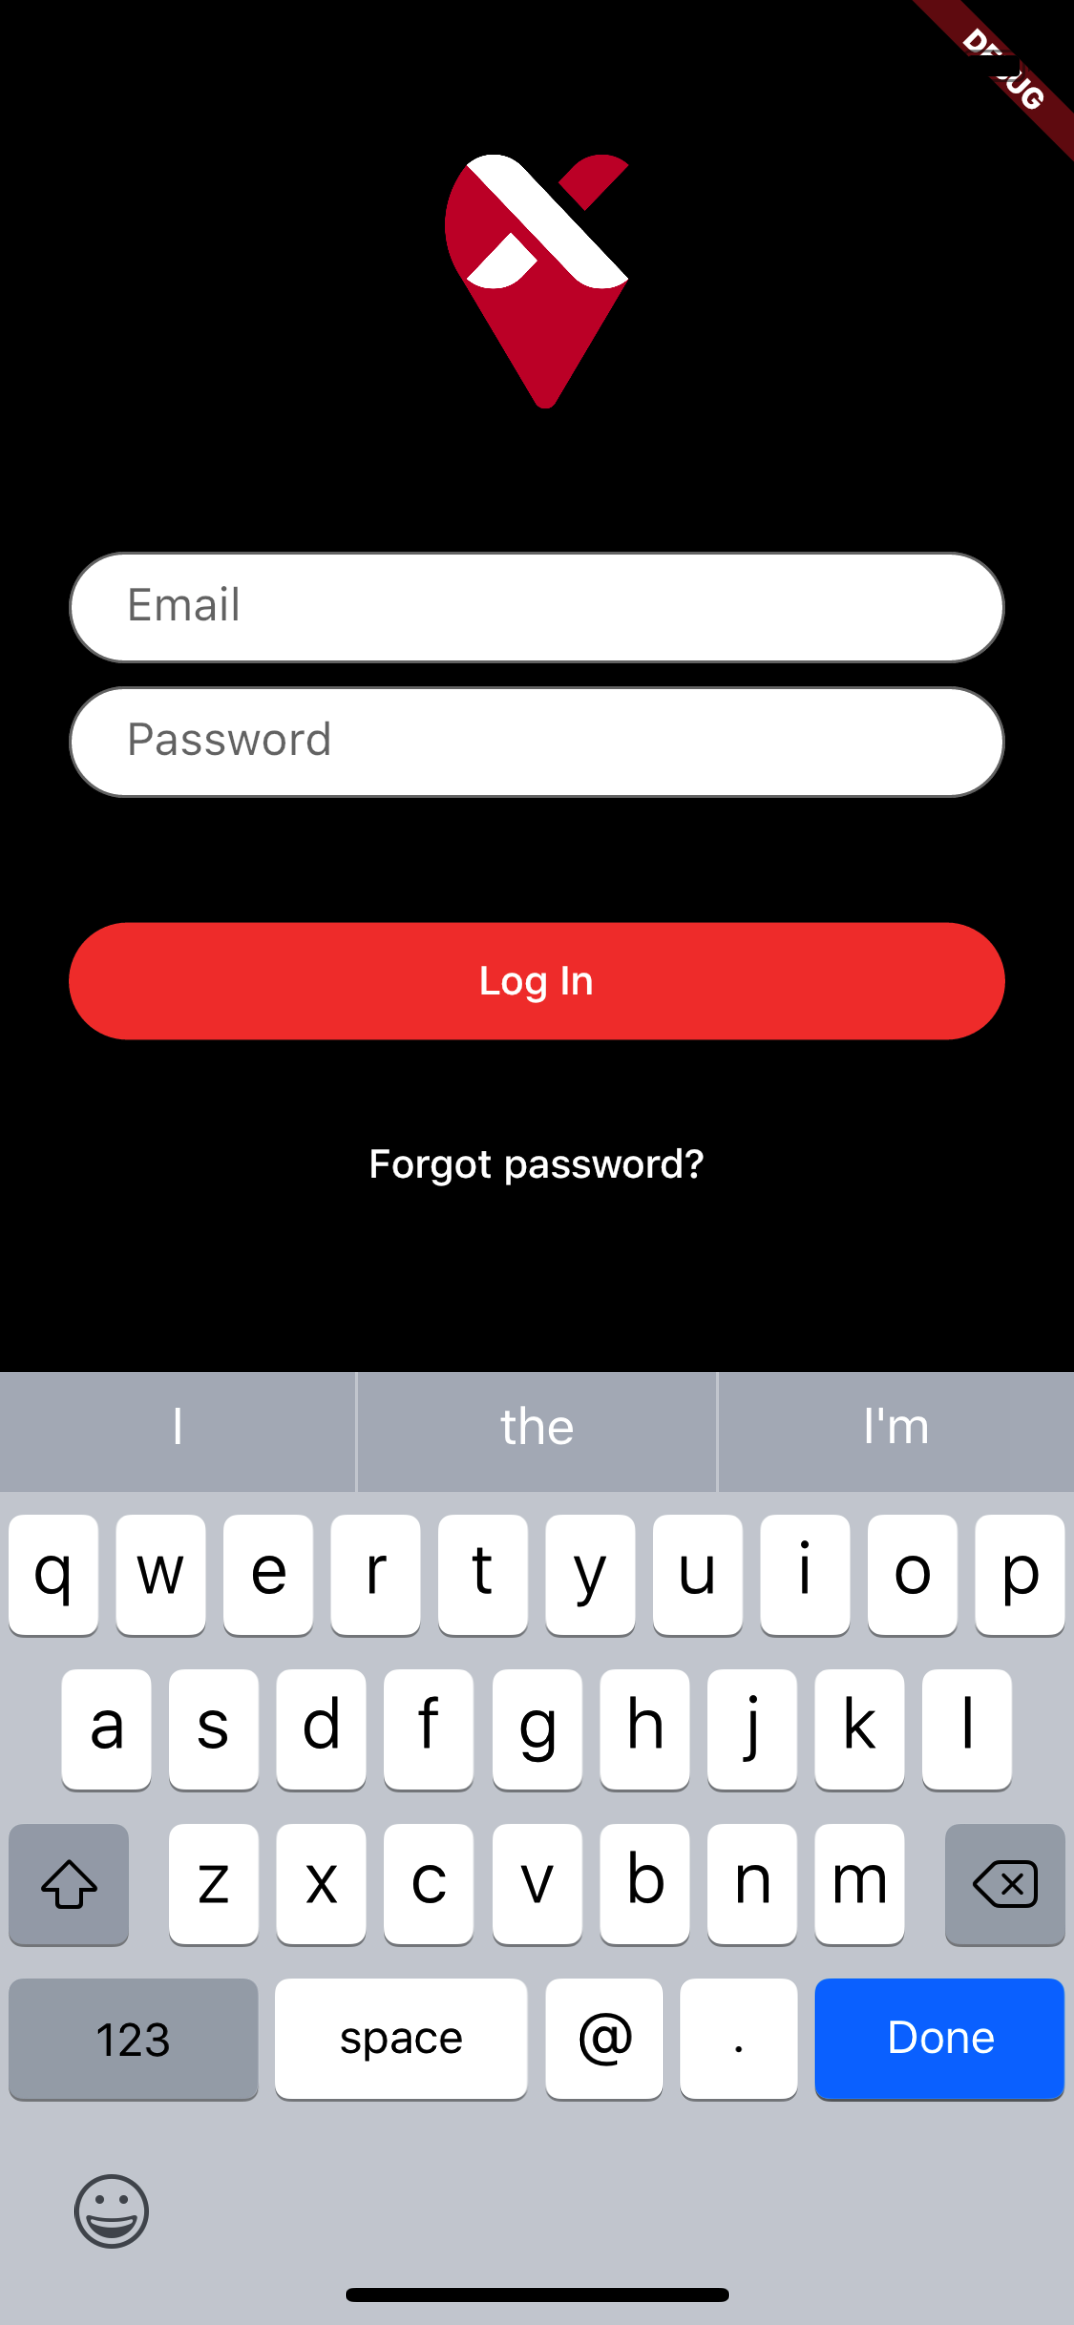 DEBUG
Email
Password
Log In
Forgot password?
I the I'm
q w e r t y u i o p
a s d f g h j k l
z x c v b n m
123 space @ . Done